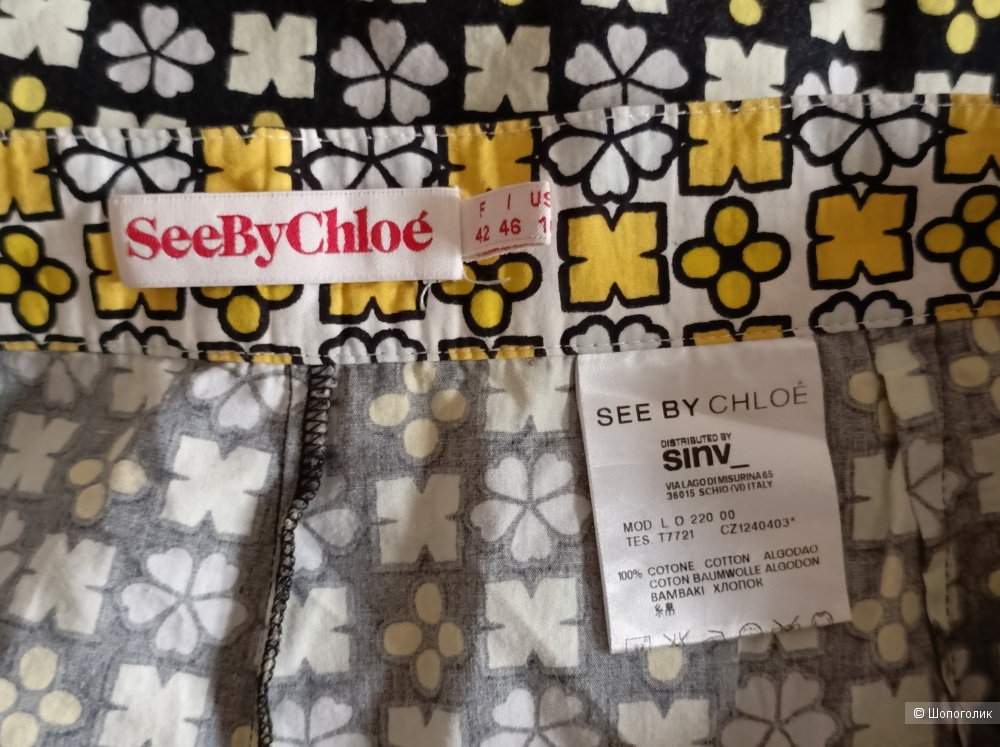 SeeByChloé
F I US
42 46
SEE BY CHLOÉ
DISTRIBUTED BY
sinv_
VIA LAGO DI MISURINA 65
36015 SCHIO (VI) ITALY
MOD L O 220 00
TES. T7721 CZ1240403*
100% COTONE COTTON ALGODAO
COTON BAUMWOLLE ALGODON
BAMBAKI ХЛОПОК
© Шопоголик